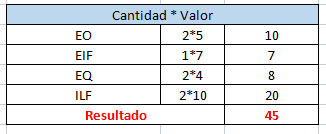 Cantidad * Valor
EO 2*5 10
EIF 1*7 7
EQ 2*4 8
ILF 2*10 20
Resultado 45